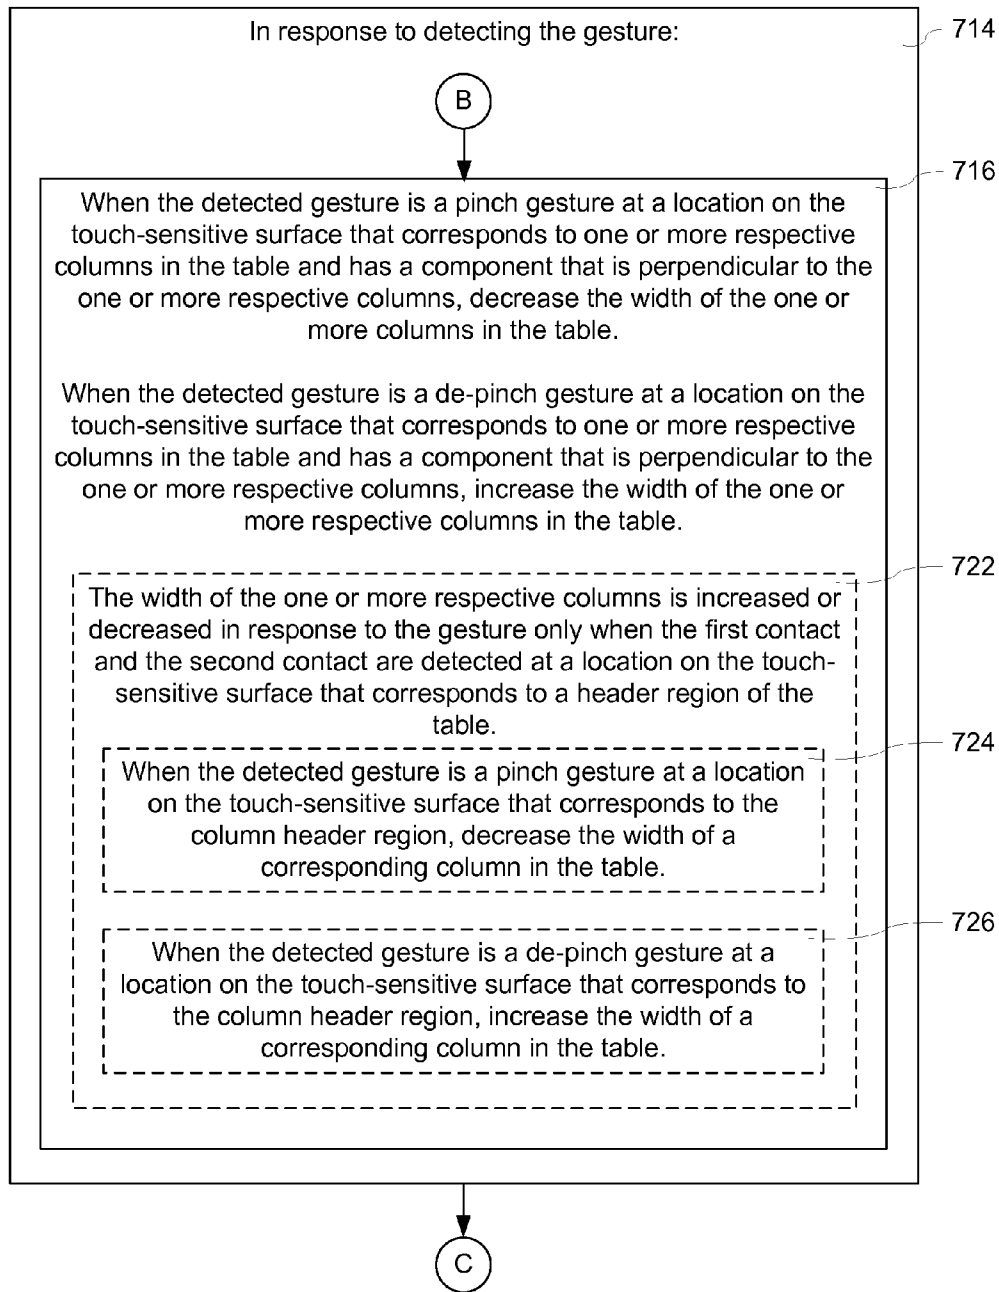 In response to detecting the gesture:
714
B
716
When the detected gesture is a pinch gesture at a location on the
touch-sensitive surface that corresponds to one or more respective
columns in the table and has a component that is perpendicular to the
one or more respective columns, decrease the width of the one or
more columns in the table.
When the detected gesture is a de-pinch gesture at a location on the
touch-sensitive surface that corresponds to one or more respective
columns in the table and has a component that is perpendicular to the
one or more respective columns, increase the width of the one or
more respective columns in the table.
722
The width of the one or more respective columns is increased or
decreased in response to the gesture only when the first contact
and the second contact are detected at a location on the touch-
sensitive surface that corresponds to a header region of the
table.
724
When the detected gesture is a pinch gesture at a location
on the touch-sensitive surface that corresponds to the
column header region, decrease the width of a
corresponding column in the table.
726
When the detected gesture is a de-pinch gesture at a
location on the touch-sensitive surface that corresponds to
the column header region, increase the width of a
corresponding column in the table.
C